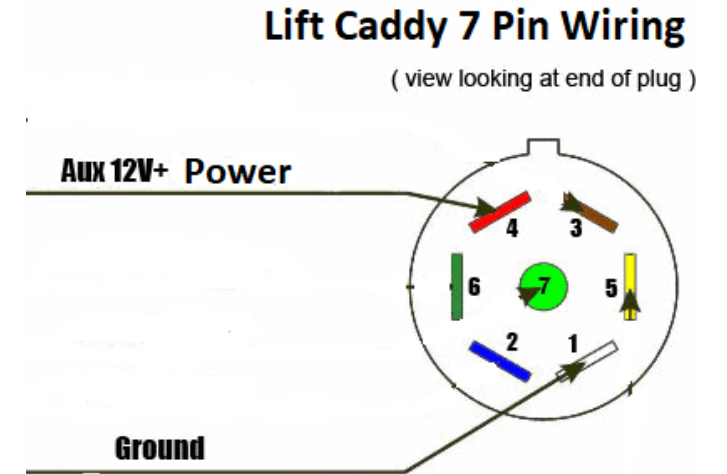 Lift Caddy 7 Pin Wiring
( view looking at end of plug )
Aux 12V+ Power
4
3
6
7
5
2
1
Ground